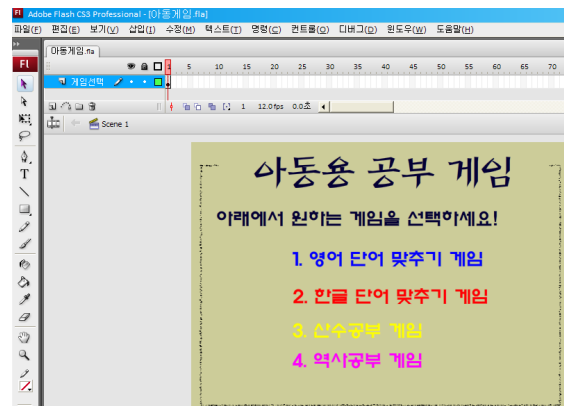 Adobe Flash CS3 Professional - [아동게임.fla]
파일(F) 편집(E) 보기(V) 삽입(I) 수정(M) 텍스트(T) 명령(C) 컨트롤(O) 디버그(D) 윈도우(W) 도움말(H)
아동게임.fla
Fl
1 5 10 15 20 25 30 35 40 45 50 55 60 65 70
게임선택
1 12.0 fps 0.0초
Scene 1
T
아동용 공부 게임
아래에서 원하는 게임을 선택하세요!
1. 영어 단어 맞추기 게임
2. 한글 단어 맞추기 게임
3. 산수공부 게임
4. 역사공부 게임